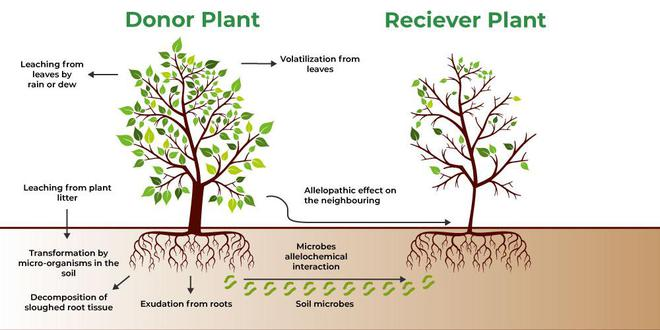 Donor Plant
Reciever Plant
Leaching from
leaves by
rain or dew
Volatilization from
leaves
Leaching from plant
litter
Allelopathic effect on
the neighbouring
Transformation by
micro-organisms in the
soil
Microbes
allelochemical
interaction
Decomposition of
sloughed root tissue
Exudation from roots
Soil microbes